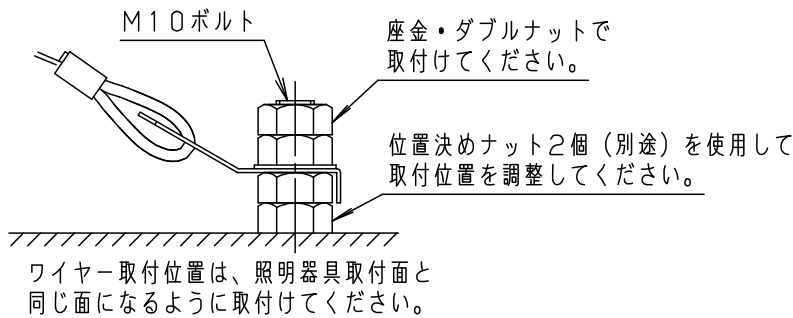 M10ボルト
座金・ダブルナットで
取付けてください。
位置決めナット2個（別途）を使用して
取付位置を調整してください。
ワイヤー取付位置は、照明器具取付面と
同じ面になるように取付けてください。